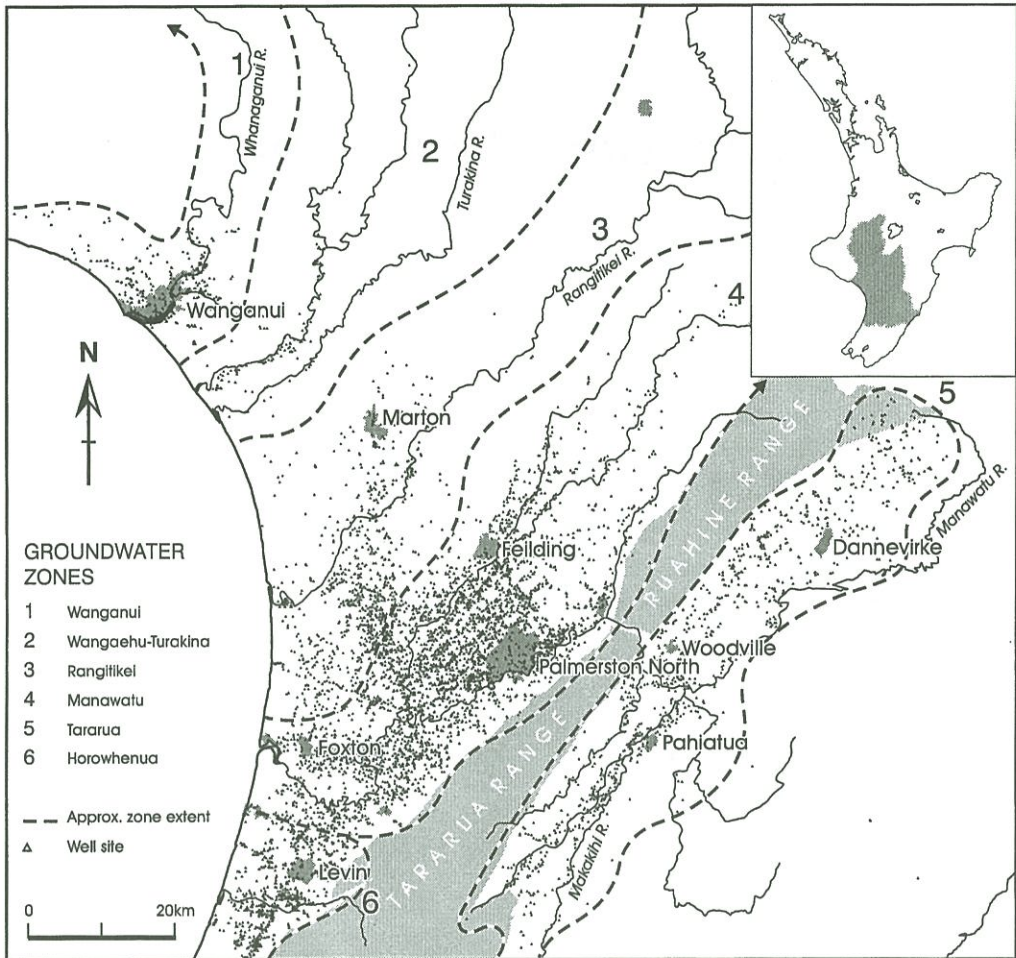 1
Whanaganui R.
2
Turakina R.
3
Rangitikei R.
4
Wanganui
N
Marton
5
RUAHINE RANGE
Manawatu R.
Dannevirke
Feilding
Woodville
Palmerston North
Pahiatua
Foxton
TARARUA RANGE
Makakihi R.
Levin
6
GROUNDWATER
ZONES
1 Wanganui
2 Wangaehu-Turakina
3 Rangitikei
4 Manawatu
5 Tararua
6 Horowhenua
Approx. zone extent
Well site
0 20km